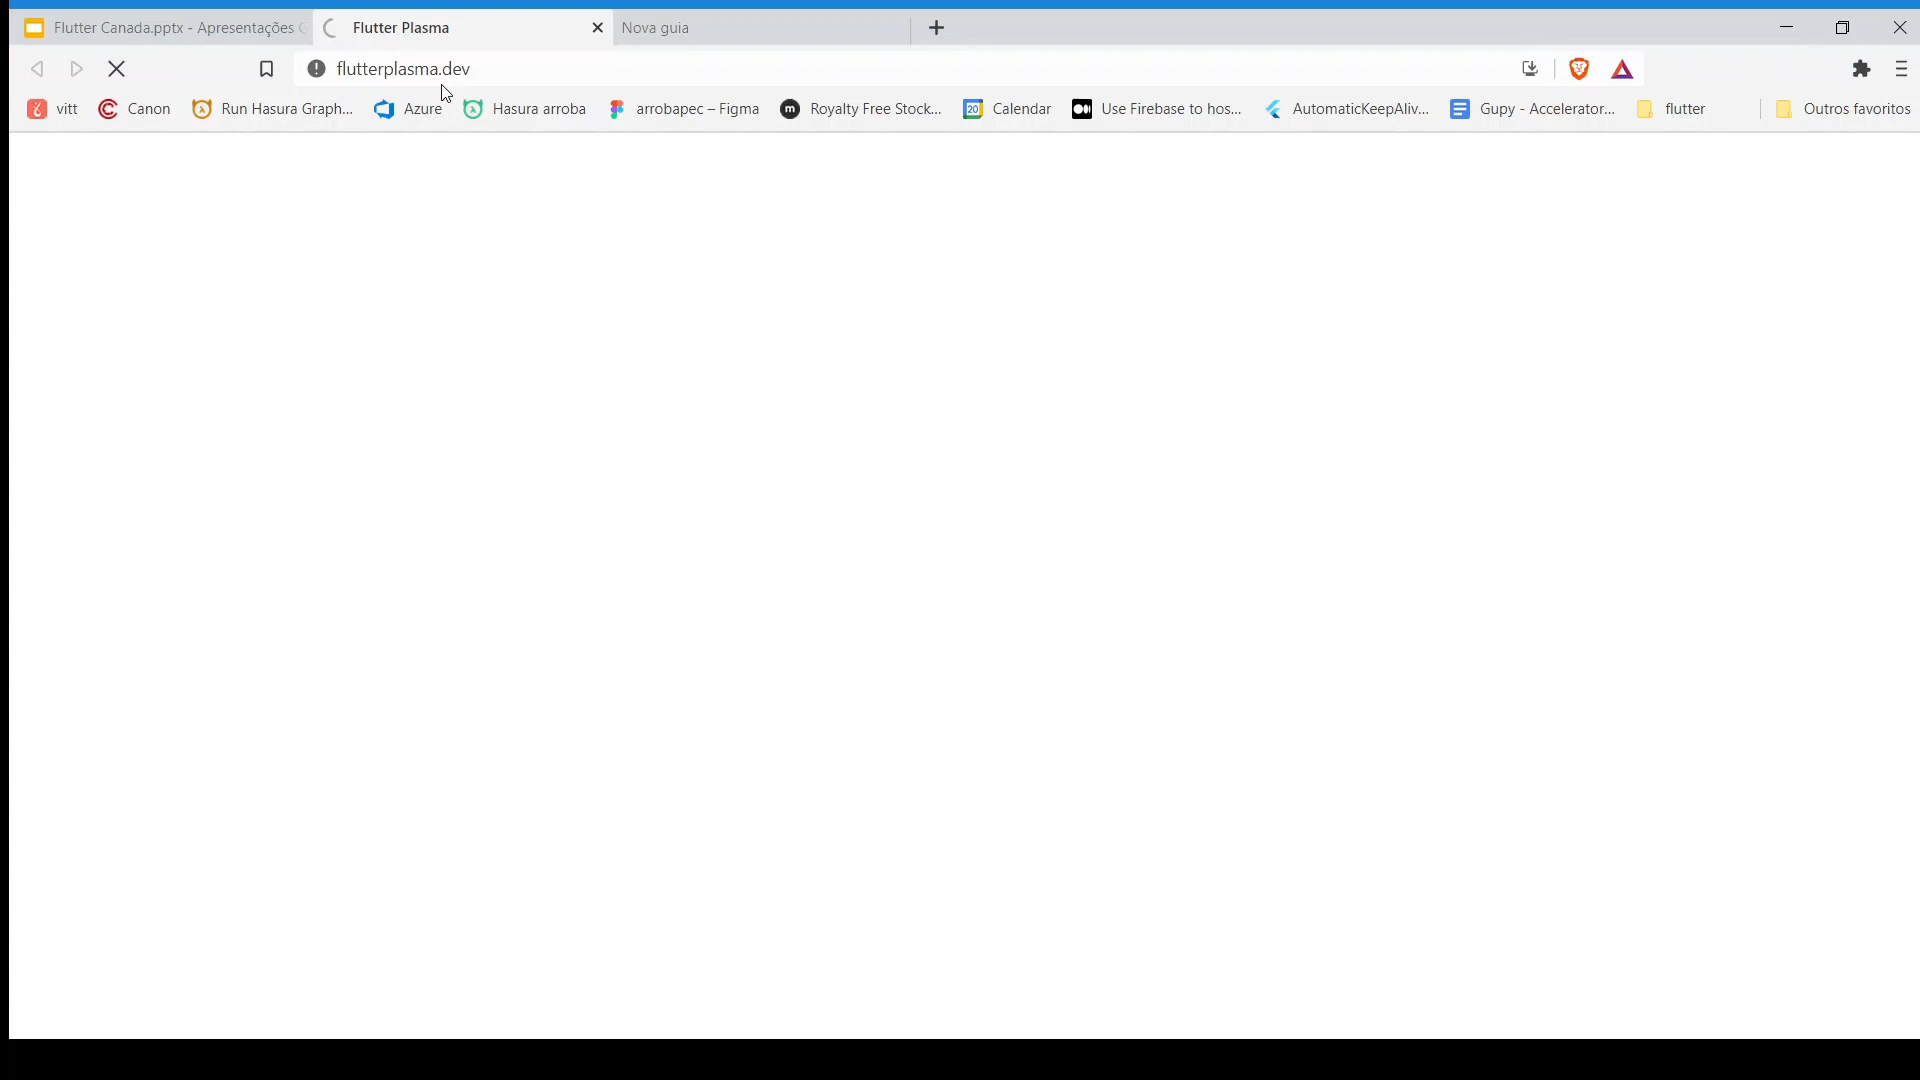 Flutter Canada.pptx - Apresentações G
Flutter Plasma
Nova guia
flutterplasma.dev
vitt
Canon
Run Hasura Graph...
Azure
Hasura arroba
arrobapec – Figma
m
Royalty Free Stock...
20
Calendar
Use Firebase to hos...
AutomaticKeepAliv...
Gupy - Accelerator...
flutter
Outros favoritos